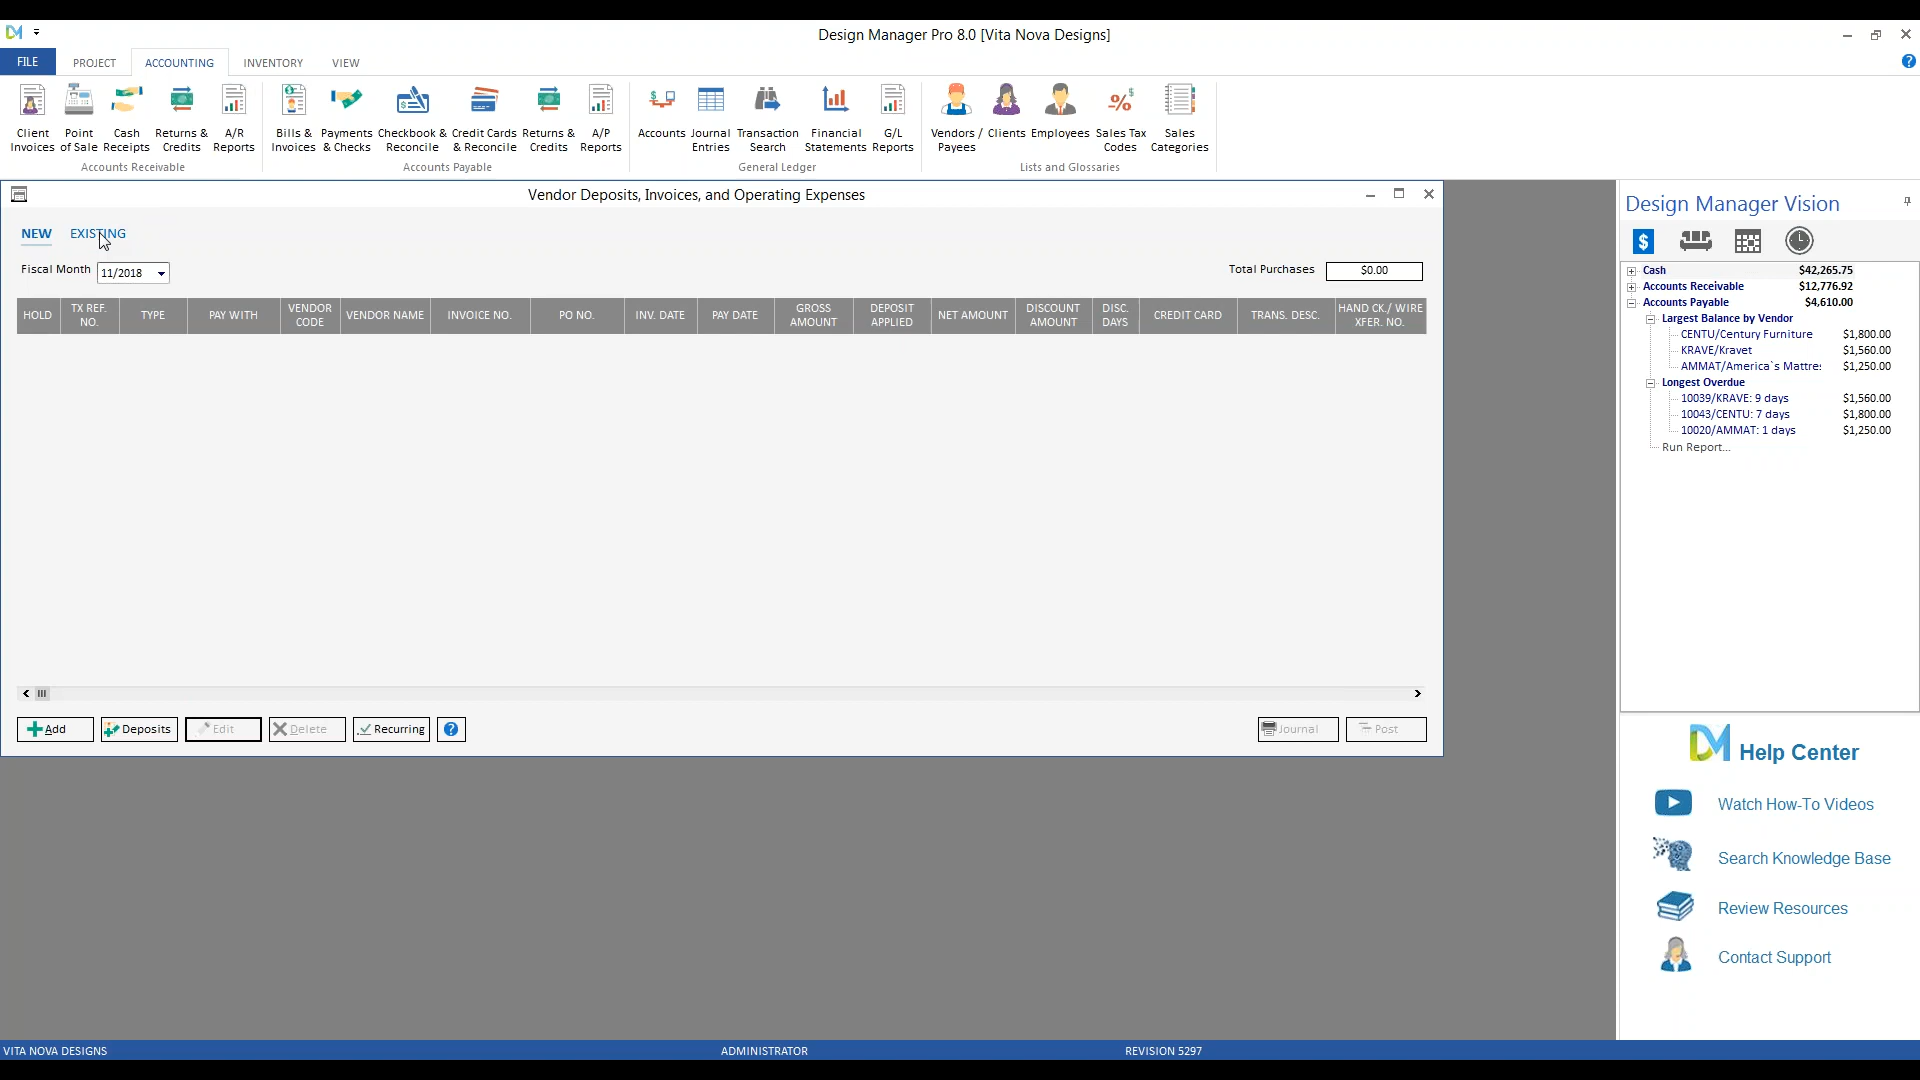 Design Manager Pro 8.0 [Vita Nova Designs]
FILE PROJECT ACCOUNTING INVENTORY VIEW
Client Invoices
Point of Sale
Cash Receipts
Returns & Credits
A/R Reports
Accounts Receivable
Bills & Invoices
Payments & Checks
Checkbook & Reconcile
Credit Cards & Reconcile
Returns & Credits
A/P Reports
Accounts Payable
Accounts
Journal Entries
Transaction Search
Financial Statements
G/L Reports
General Ledger
Vendors / Payees
Clients
Employees
Sales Tax Codes
Sales Categories
Lists and Glossaries
Vendor Deposits, Invoices, and Operating Expenses
NEW EXISTING
Fiscal Month 11/2018
Total Purchases $0.00
HOLD
TX REF. NO.
TYPE
PAY WITH
VENDOR CODE
VENDOR NAME
INVOICE NO.
PO NO.
INV. DATE
PAY DATE
GROSS AMOUNT
DEPOSIT APPLIED
NET AMOUNT
DISCOUNT AMOUNT
DISC. DAYS
CREDIT CARD
TRANS. DESC.
HAND CK./ WIRE XFER. NO.
Add Deposits Edit Delete Recurring ? Journal Post
Design Manager Vision
Cash $42,265.75
Accounts Receivable $12,776.92
Accounts Payable $4,610.00
Largest Balance by Vendor
CENTU/Century Furniture $1,800.00
KRAVE/Kravet $1,560.00
AMMAT/America`s Mattre: $1,250.00
Longest Overdue
10039/KRAVE: 9 days $1,560.00
10043/CENTU: 7 days $1,800.00
10020/AMMAT: 1 days $1,250.00
Run Report...
DM Help Center
Watch How-To Videos
Search Knowledge Base
Review Resources
Contact Support
VITA NOVA DESIGNS ADMINISTRATOR REVISION 5297